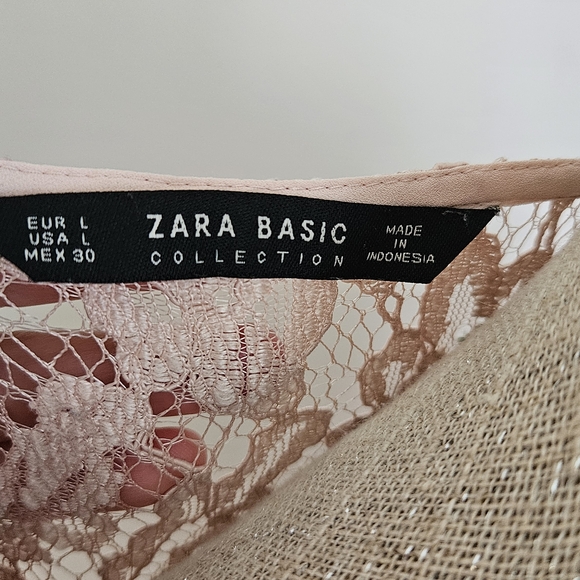 EUR L
USA L
MEX 30
ZARA BASIC
COLLECTION
MADE
IN
INDONESIA